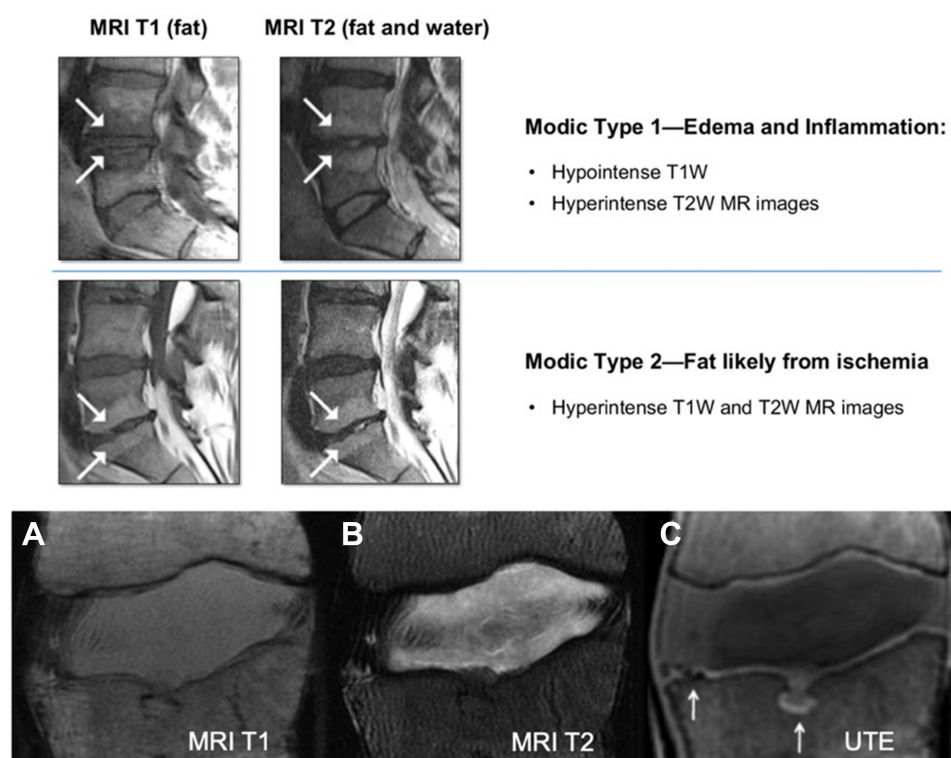 MRI T1 (fat) MRI T2 (fat and water)
Modic Type 1—Edema and Inflammation:
• Hypointense T1W
• Hyperintense T2W MR images
Modic Type 2—Fat likely from ischemia
• Hyperintense T1W and T2W MR images
A B C
MRI T1 MRI T2 UTE